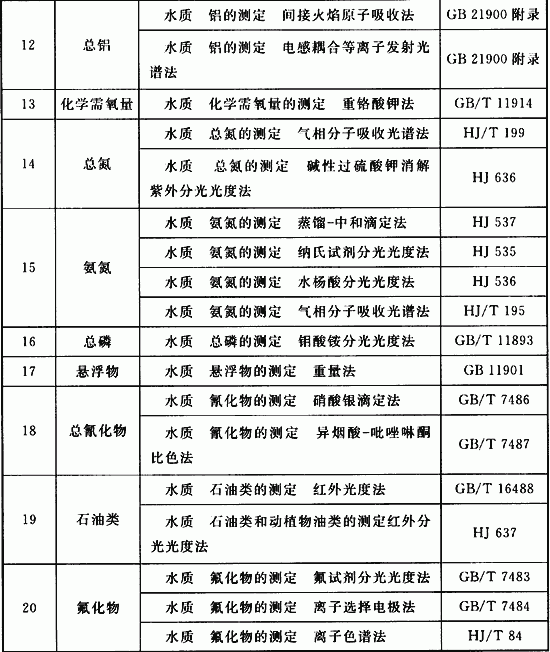 12 总铝 水质 铝的测定 间接火焰原子吸收法 GB 21900 附录
水质 铝的测定 电感耦合等离子发射光
谱法 GB 21900 附录
13 化学需氧量 水质 化学需氧量的测定 重铬酸钾法 GB/T 11914
14 总氮 水质 总氮的测定 气相分子吸收光谱法 HJ/T 199
水质 总氮的测定 碱性过硫酸钾消解
紫外分光光度法 HJ 636
15 氨氮 水质 氨氮的测定 蒸馏-中和滴定法 HJ 537
水质 氨氮的测定 纳氏试剂分光光度法 HJ 535
水质 氨氮的测定 水杨酸分光光度法 HJ 536
水质 氨氮的测定 气相分子吸收光谱法 HJ/T 195
16 总磷 水质 总磷的测定 钼酸铵分光光度法 GB/T 11893
17 悬浮物 水质 悬浮物的测定 重量法 GB 11901
18 总氰化物 水质 氰化物的测定 硝酸银滴定法 GB/T 7486
水质 氰化物的测定 异烟酸-吡唑啉酮
比色法 GB/T 7487
19 石油类 水质 石油类的测定 红外光度法 GB/T 16488
水质 石油类和动植物油类的测定红外分
光光度法 HJ 637
20 氟化物 水质 氟化物的测定 氟试剂分光光度法 GB/T 7483
水质 氟化物的测定 离子选择电极法 GB/T 7484
水质 氟化物的测定 离子色谱法 HJ/T 84